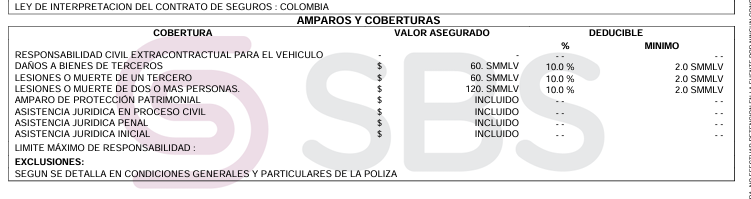 LEY DE INTERPRETACION DEL CONTRATO DE SEGUROS : COLOMBIA
AMPAROS Y COBERTURAS
COBERTURA VALOR ASEGURADO DEDUCIBLE
% MINIMO
RESPONSABILIDAD CIVIL EXTRACONTRACTUAL PARA EL VEHICULO - - - - - -
DAÑOS A BIENES DE TERCEROS $ 60. SMMLV 10.0 % 2.0 SMMLV
LESIONES O MUERTE DE UN TERCERO $ 60. SMMLV 10.0 % 2.0 SMMLV
LESIONES O MUERTE DE DOS O MAS PERSONAS. $ 120. SMMLV 10.0 % 2.0 SMMLV
AMPARO DE PROTECCIÓN PATRIMONIAL $ INCLUIDO - - - -
ASISTENCIA JURIDICA EN PROCESO CIVIL $ INCLUIDO - - - -
ASISTENCIA JURIDICA PENAL $ INCLUIDO - - - -
ASISTENCIA JURIDICA INICIAL $ INCLUIDO - - - -
LIMITE MÁXIMO DE RESPONSABILIDAD :
EXCLUSIONES:
SEGUN SE DETALLA EN CONDICIONES GENERALES Y PARTICULARES DE LA POLIZA
SBS